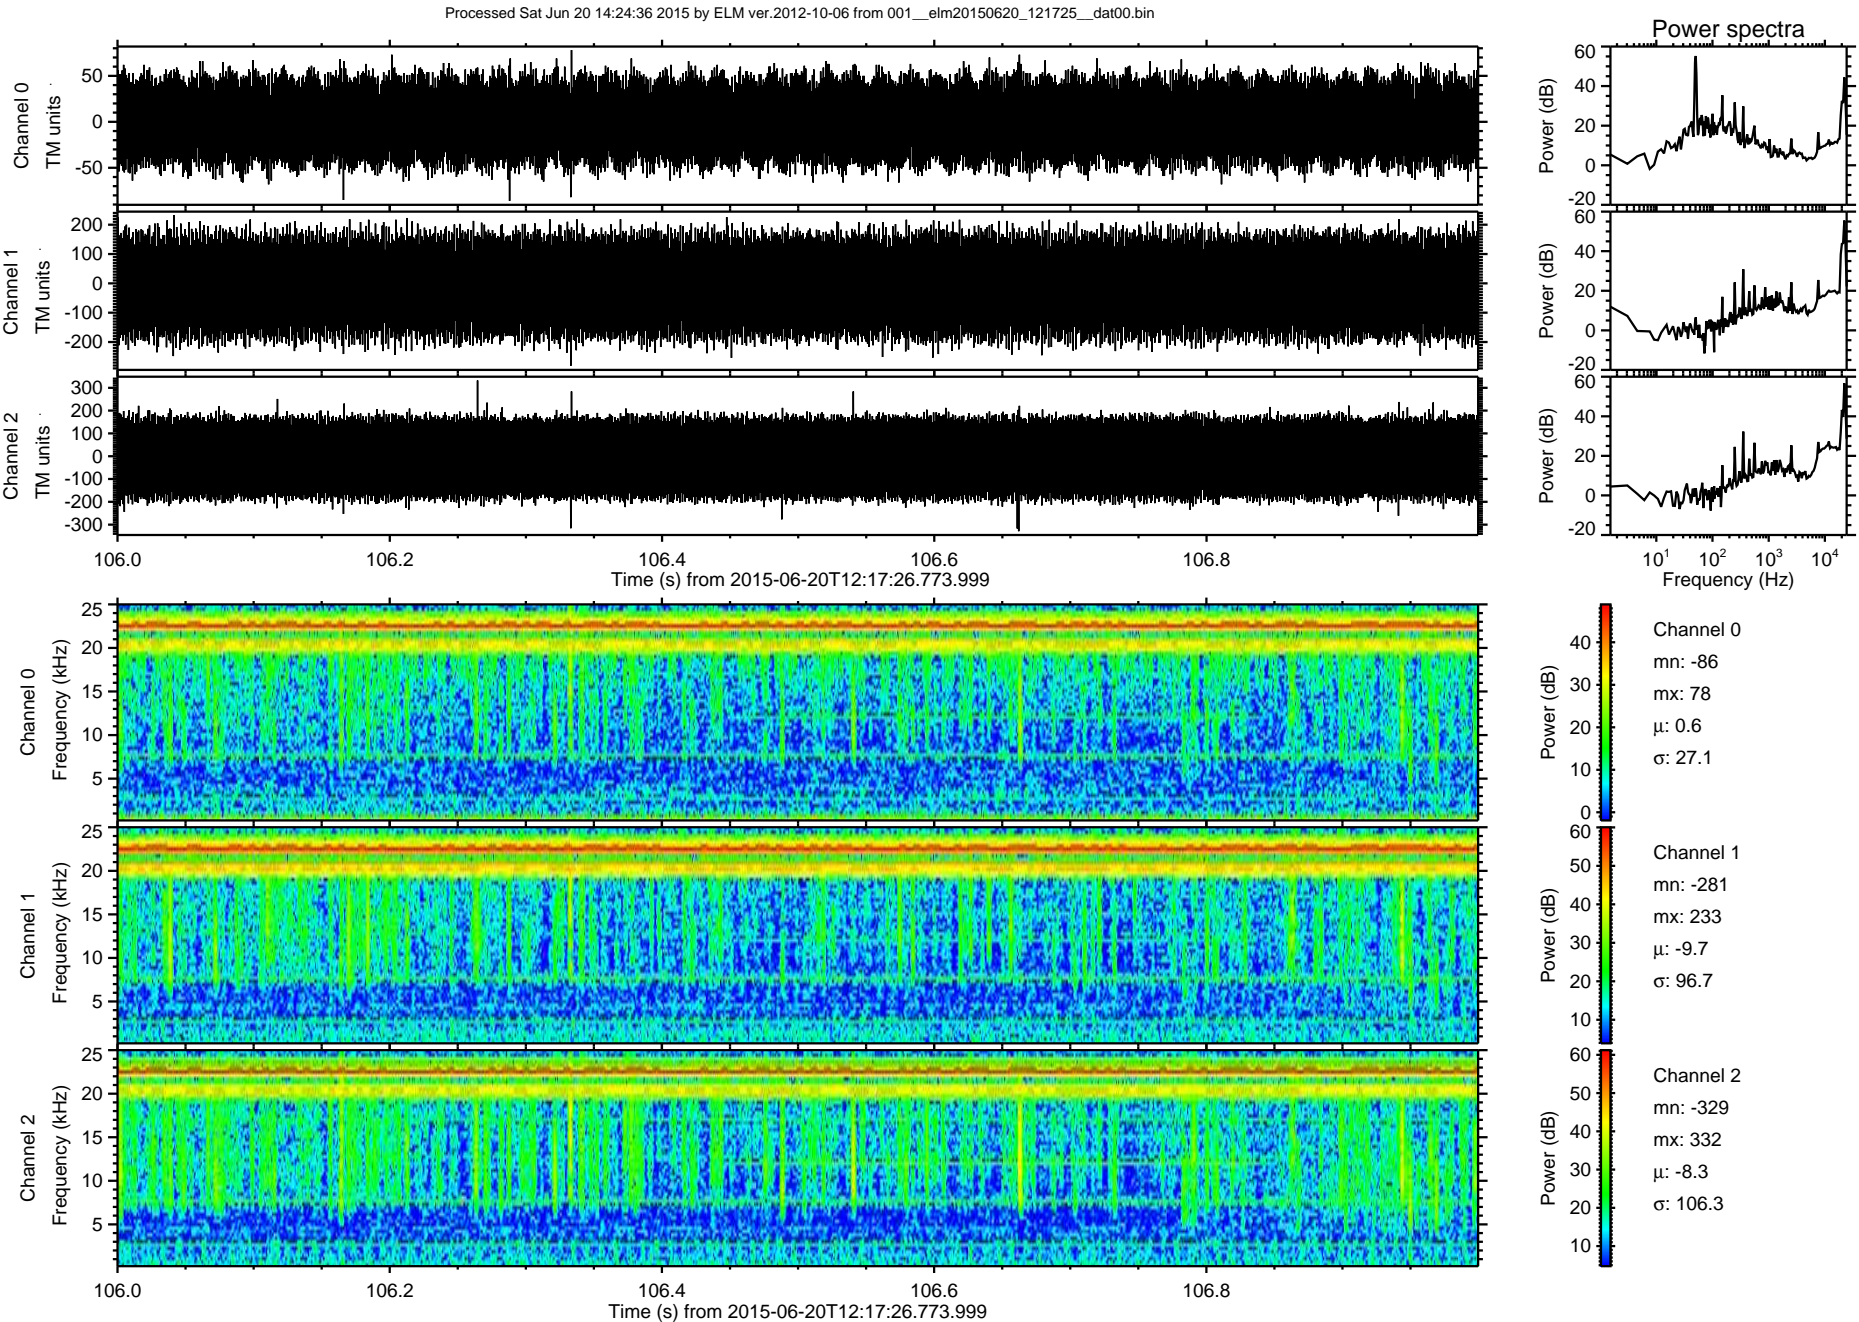 Processed Sat Jun 20 14:24:36 2015 by ELM ver.2012-10-06 from 001__elm20150620_121725__dat00.bin
Power spectra
Channel 0
TM units
50
0
-50
Power (dB)
60
40
20
0
-20
Channel 1
TM units
200
100
0
-100
-200
Power (dB)
60
40
20
0
-20
Channel 2
TM units
300
200
100
0
-100
-200
-300
Power (dB)
60
40
20
0
-20
106.0 106.2 106.4 106.6 106.8
Time (s) from 2015-06-20T12:17:26.773.999
10^1 10^2 10^3 10^4
Frequency (Hz)
Channel 0
Frequency (kHz)
25
20
15
10
5
Power (dB)
40
30
20
10
0
Channel 0
mn: -86
mx: 78
μ: 0.6
σ: 27.1
Channel 1
Frequency (kHz)
25
20
15
10
5
Power (dB)
60
50
40
30
20
10
Channel 1
mn: -281
mx: 233
μ: -9.7
σ: 96.7
Channel 2
Frequency (kHz)
25
20
15
10
5
Power (dB)
60
50
40
30
20
10
Channel 2
mn: -329
mx: 332
μ: -8.3
σ: 106.3
106.0 106.2 106.4 106.6 106.8
Time (s) from 2015-06-20T12:17:26.773.999